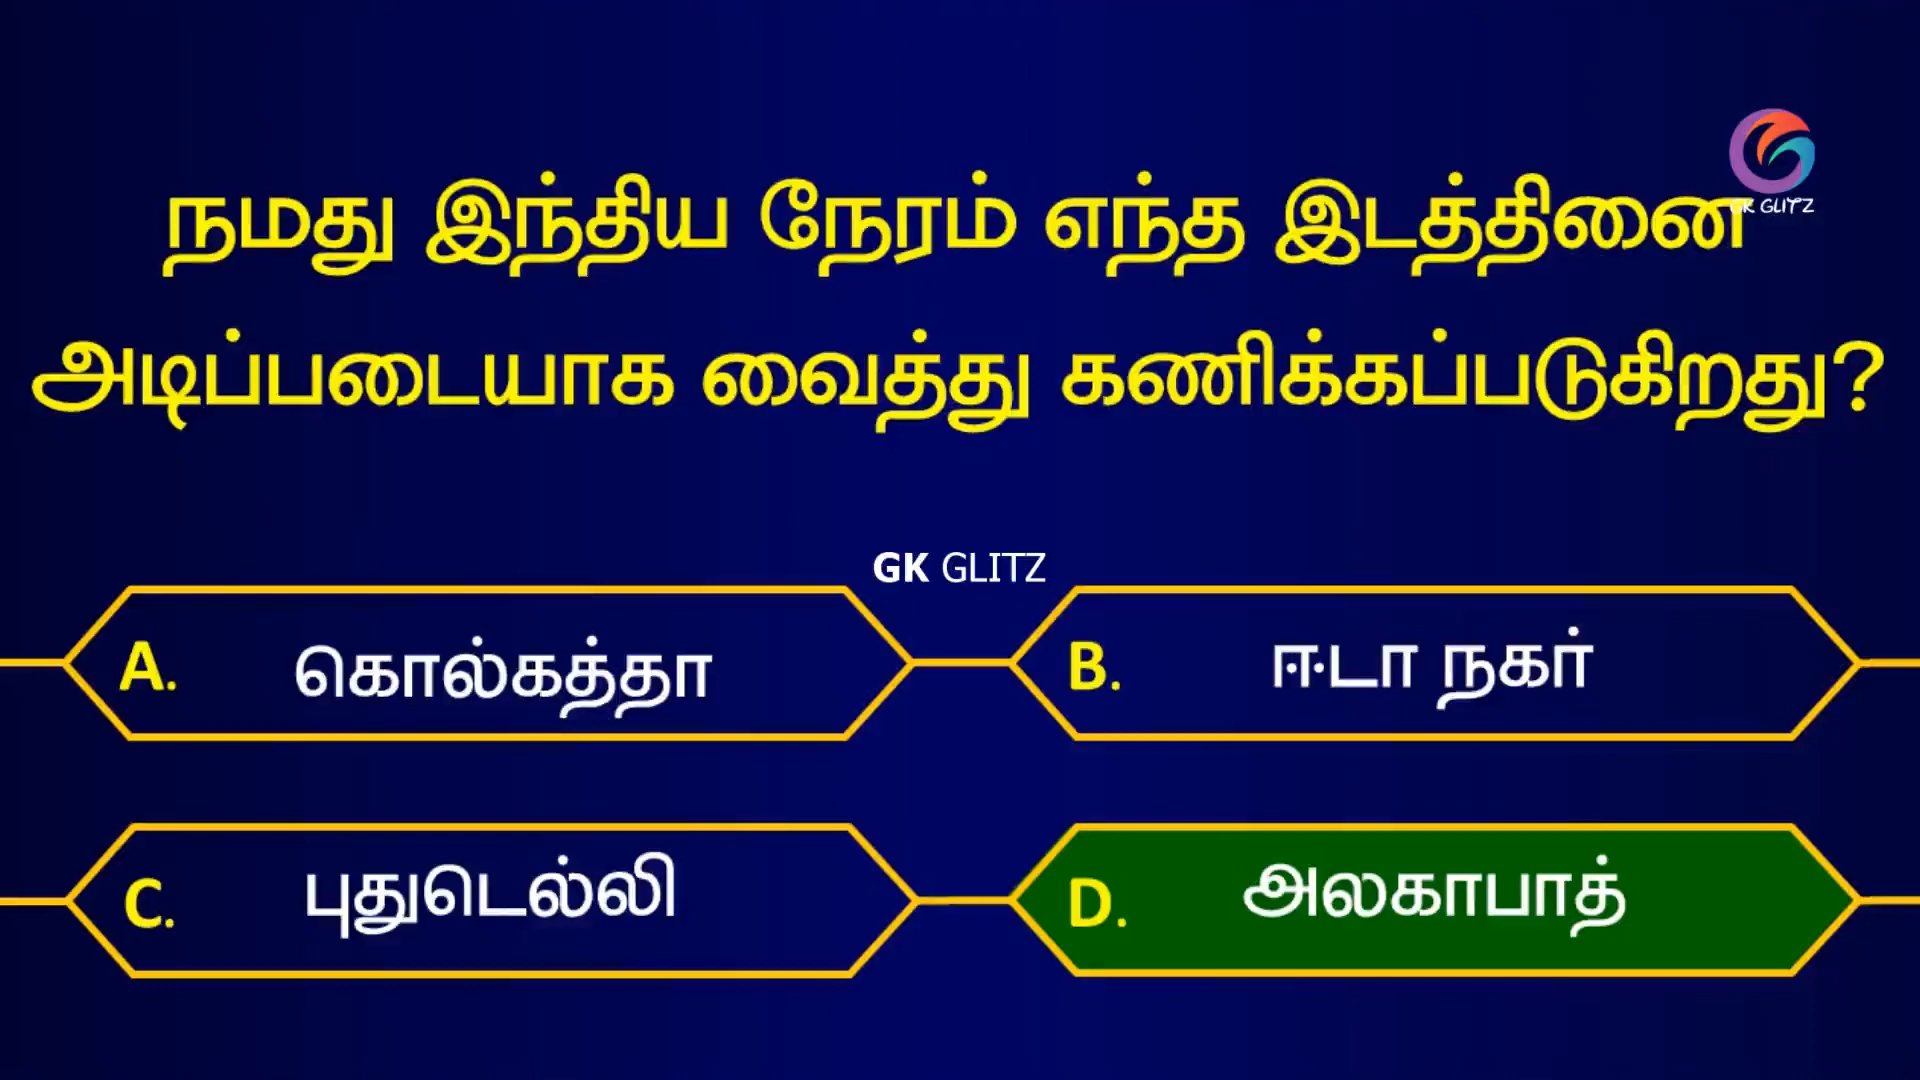 GK GLITZ
நமது இந்திய நேரம் எந்த இடத்தினை
அடிப்படையாக வைத்து கணிக்கப்படுகிறது?
GK GLITZ
A. கொல்கத்தா
B. ஈடா நகர்
C. புதுடெல்லி
D. அலகாபாத்